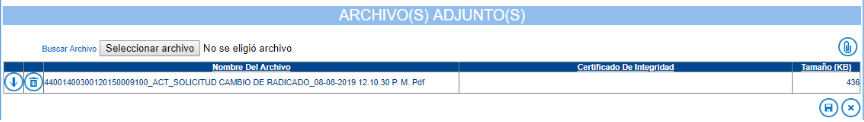 ARCHIVO(S) ADJUNTO(S)
Buscar Archivo Seleccionar archivo No se eligió archivo
Nombre Del Archivo Certificado De Integridad Tamaño (KB)
44001400300120150009100_ACT_SOLICITUD CAMBIO DE RADICADO_08-08-2019 12.10.30 P. M. Pdf 436